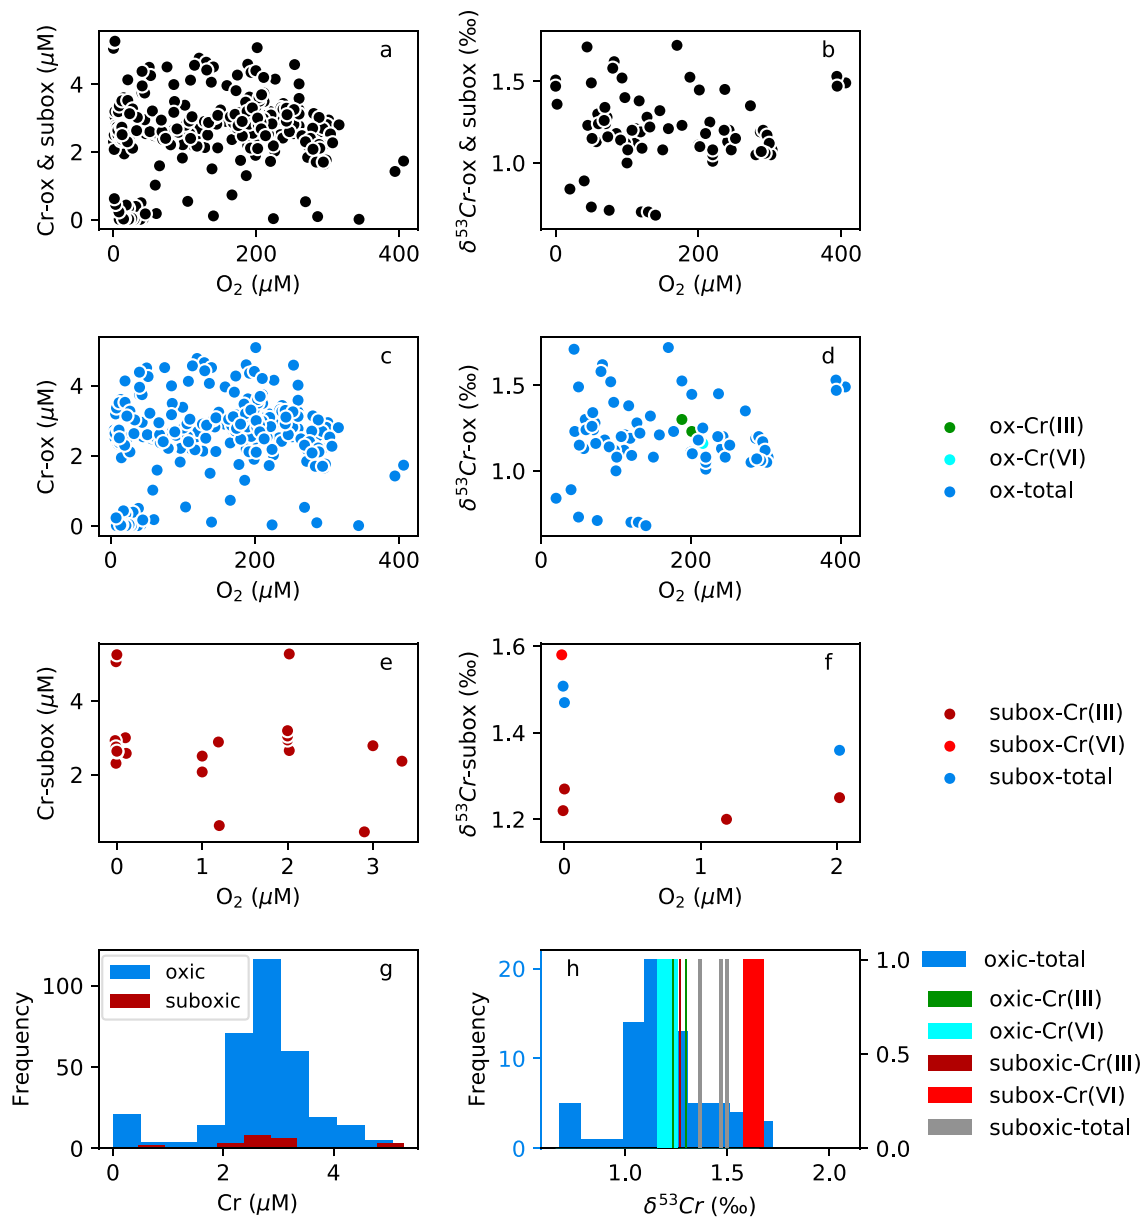 a
Cr-ox & subox (μM)
4
2
0
0
200
400
O₂ (μM)
b
δ⁵³Cr-ox & subox (‰)
1.5
1.0
0
200
400
O₂ (μM)
c
Cr-ox (μM)
4
2
0
0
200
400
O₂ (μM)
d
δ⁵³Cr-ox (‰)
1.5
1.0
0
200
400
O₂ (μM)
ox-Cr(III)
ox-Cr(VI)
ox-total
e
Cr-subox (μM)
4
2
0
1
2
3
O₂ (μM)
f
δ⁵³Cr-subox (‰)
1.6
1.4
1.2
0
1
2
O₂ (μM)
subox-Cr(III)
subox-Cr(VI)
subox-total
g
oxic
suboxic
Frequency
100
50
0
0
2
4
Cr (μM)
h
Frequency
20
10
0
1.0
0.5
0.0
1.0
1.5
2.0
δ⁵³Cr (‰)
oxic-total
oxic-Cr(III)
oxic-Cr(VI)
suboxic-Cr(III)
subox-Cr(VI)
suboxic-total